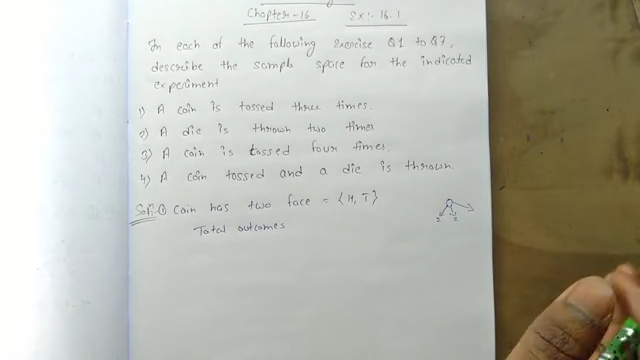 Chapter-16 Ex:- 16.1
In each of the following Exercise Q1 to Q7,
describe the sample space for the indicated
experiment
1) A coin is tossed three times.
2) A die is thrown two times
3) A coin is tossed four times.
4) A coin tossed and a die is thrown.
Sol:- ① Coin has two face = {H, T}
Total outcomes
2